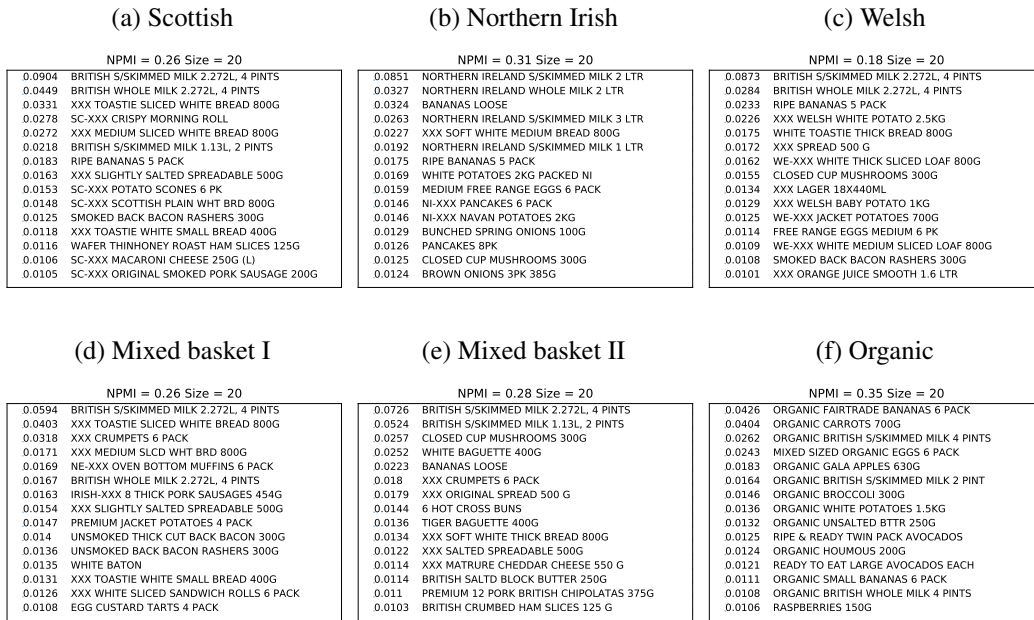 (a) Scottish
NPMI = 0.26 Size = 20
0.0904 BRITISH S/SKIMMED MILK 2.272L, 4 PINTS
0.0449 BRITISH WHOLE MILK 2.272L, 4 PINTS
0.0331 XXX TOASTIE SLICED WHITE BREAD 800G
0.0278 SC-XXX CRISPY MORNING ROLL
0.0272 XXX MEDIUM SLICED WHITE BREAD 800G
0.0218 BRITISH S/SKIMMED MILK 1.13L, 2 PINTS
0.0183 RIPE BANANAS 5 PACK
0.0163 XXX SLIGHTLY SALTED SPREADABLE 500G
0.0153 SC-XXX POTATO SCONES 6 PK
0.0148 SC-XXX SCOTTISH PLAIN WHT BRD 800G
0.0125 SMOKED BACK BACON RASHERS 300G
0.0118 XXX TOASTIE WHITE SMALL BREAD 400G
0.0116 WAFER THINHONEY ROAST HAM SLICES 125G
0.0106 SC-XXX MACARONI CHEESE 250G (L)
0.0105 SC-XXX ORIGINAL SMOKED PORK SAUSAGE 200G
(b) Northern Irish
NPMI = 0.31 Size = 20
0.0851 NORTHERN IRELAND S/SKIMMED MILK 2 LTR
0.0327 NORTHERN IRELAND WHOLE MILK 2 LTR
0.0324 BANANAS LOOSE
0.0263 NORTHERN IRELAND S/SKIMMED MILK 3 LTR
0.0227 XXX SOFT WHITE MEDIUM BREAD 800G
0.0192 NORTHERN IRELAND S/SKIMMED MILK 1 LTR
0.0175 RIPE BANANAS 5 PACK
0.0169 WHITE POTATOES 2KG PACKED NI
0.0159 MEDIUM FREE RANGE EGGS 6 PACK
0.0146 NI-XXX PANCAKES 6 PACK
0.0146 NI-XXX NAVAN POTATOES 2KG
0.0129 BUNCHED SPRING ONIONS 100G
0.0126 PANCAKES 8PK
0.0125 CLOSED CUP MUSHROOMS 300G
0.0124 BROWN ONIONS 3PK 385G
(c) Welsh
NPMI = 0.18 Size = 20
0.0873 BRITISH S/SKIMMED MILK 2.272L, 4 PINTS
0.0284 BRITISH WHOLE MILK 2.272L, 4 PINTS
0.0233 RIPE BANANAS 5 PACK
0.0226 XXX WELSH WHITE POTATO 2.5KG
0.0175 WHITE TOASTIE THICK BREAD 800G
0.0172 XXX SPREAD 500 G
0.0162 WE-XXX WHITE THICK SLICED LOAF 800G
0.0155 CLOSED CUP MUSHROOMS 300G
0.0134 XXX LAGER 18X440ML
0.0129 XXX WELSH BABY POTATO 1KG
0.0125 WE-XXX JACKET POTATOES 700G
0.0114 FREE RANGE EGGS MEDIUM 6 PK
0.0109 WE-XXX WHITE MEDIUM SLICED LOAF 800G
0.0108 SMOKED BACK BACON RASHERS 300G
0.0101 XXX ORANGE JUICE SMOOTH 1.6 LTR
(d) Mixed basket I
NPMI = 0.26 Size = 20
0.0594 BRITISH S/SKIMMED MILK 2.272L, 4 PINTS
0.0403 XXX TOASTIE SLICED WHITE BREAD 800G
0.0318 XXX CRUMPETS 6 PACK
0.0171 XXX MEDIUM SLCD WHT BRD 800G
0.0169 NE-XXX OVEN BOTTOM MUFFINS 6 PACK
0.0167 BRITISH WHOLE MILK 2.272L, 4 PINTS
0.0163 IRISH-XXX 8 THICK PORK SAUSAGES 454G
0.0154 XXX SLIGHTLY SALTED SPREADABLE 500G
0.0147 PREMIUM JACKET POTATOES 4 PACK
0.014 UNSMOKED THICK CUT BACK BACON 300G
0.0136 UNSMOKED BACK BACON RASHERS 300G
0.0135 WHITE BATON
0.0131 XXX TOASTIE WHITE SMALL BREAD 400G
0.0126 XXX WHITE SLICED SANDWICH ROLLS 6 PACK
0.0108 EGG CUSTARD TARTS 4 PACK
(e) Mixed basket II
NPMI = 0.28 Size = 20
0.0726 BRITISH S/SKIMMED MILK 2.272L, 4 PINTS
0.0524 BRITISH S/SKIMMED MILK 1.13L, 2 PINTS
0.0257 CLOSED CUP MUSHROOMS 300G
0.0252 WHITE BAGUETTE 400G
0.0223 BANANAS LOOSE
0.018 XXX CRUMPETS 6 PACK
0.0179 XXX ORIGINAL SPREAD 500 G
0.0144 6 HOT CROSS BUNS
0.0136 TIGER BAGUETTE 400G
0.0134 XXX SOFT WHITE THICK BREAD 800G
0.0122 XXX SALTED SPREADABLE 500G
0.0114 XXX MATRURE CHEDDAR CHEESE 550 G
0.0114 BRITISH SALTD BLOCK BUTTER 250G
0.011 PREMIUM 12 PORK BRITISH CHIPOLATAS 375G
0.0103 BRITISH CRUMBED HAM SLICES 125 G
(f) Organic
NPMI = 0.35 Size = 20
0.0426 ORGANIC FAIRTRADE BANANAS 6 PACK
0.0404 ORGANIC CARROTS 700G
0.0262 ORGANIC BRITISH S/SKIMMED MILK 4 PINTS
0.0243 MIXED SIZED ORGANIC EGGS 6 PACK
0.0183 ORGANIC GALA APPLES 630G
0.0164 ORGANIC BRITISH S/SKIMMED MILK 2 PINT
0.0146 ORGANIC BROCCOLI 300G
0.0136 ORGANIC WHITE POTATOES 1.5KG
0.0132 ORGANIC UNSALTED BTTR 250G
0.0125 RIPE & READY TWIN PACK AVOCADOS
0.0124 ORGANIC HOUMOUS 200G
0.0121 READY TO EAT LARGE AVOCADOS EACH
0.0111 ORGANIC SMALL BANANAS 6 PACK
0.0108 ORGANIC BRITISH WHOLE MILK 4 PINTS
0.0106 RASPBERRIES 150G